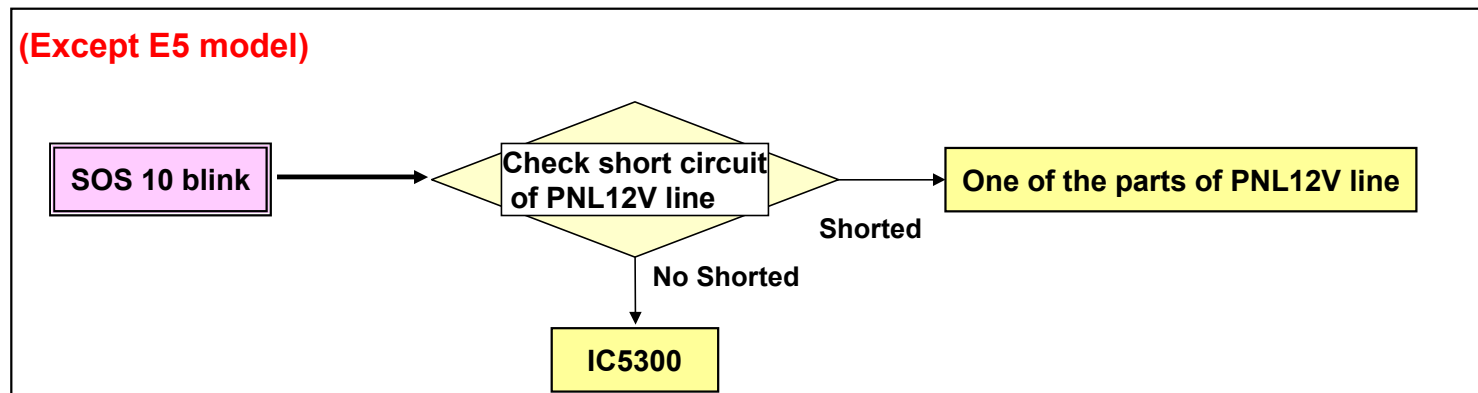 (Except E5 model)
SOS 10 blink
Check short circuit
of PNL12V line
One of the parts of PNL12V line
Shorted
No Shorted
IC5300